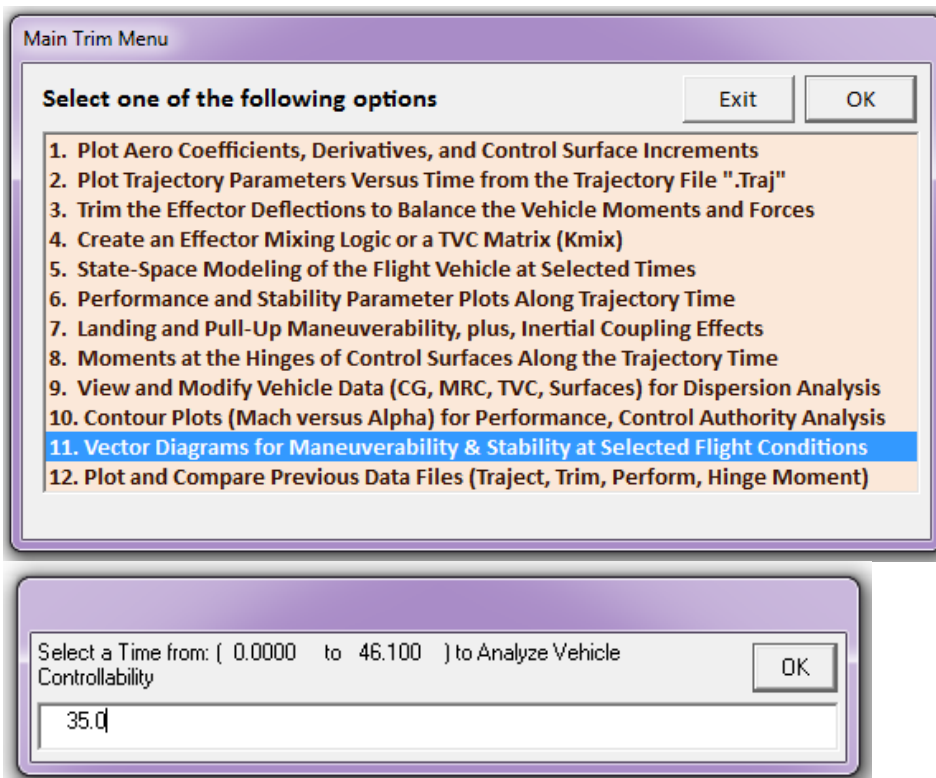 Main Trim Menu
Select one of the following options
Exit
OK
1. Plot Aero Coefficients, Derivatives, and Control Surface Increments
2. Plot Trajectory Parameters Versus Time from the Trajectory File ".Traj"
3. Trim the Effector Deflections to Balance the Vehicle Moments and Forces
4. Create an Effector Mixing Logic or a TVC Matrix (Kmix)
5. State-Space Modeling of the Flight Vehicle at Selected Times
6. Performance and Stability Parameter Plots Along Trajectory Time
7. Landing and Pull-Up Maneuverability, plus, Inertial Coupling Effects
8. Moments at the Hinges of Control Surfaces Along the Trajectory Time
9. View and Modify Vehicle Data (CG, MRC, TVC, Surfaces) for Dispersion Analysis
10. Contour Plots (Mach versus Alpha) for Performance, Control Authority Analysis
11. Vector Diagrams for Maneuverability & Stability at Selected Flight Conditions
12. Plot and Compare Previous Data Files (Traject, Trim, Perform, Hinge Moment)
Select a Time from: ( 0.0000 to 46.100 ) to Analyze Vehicle
Controllability
OK
35.0